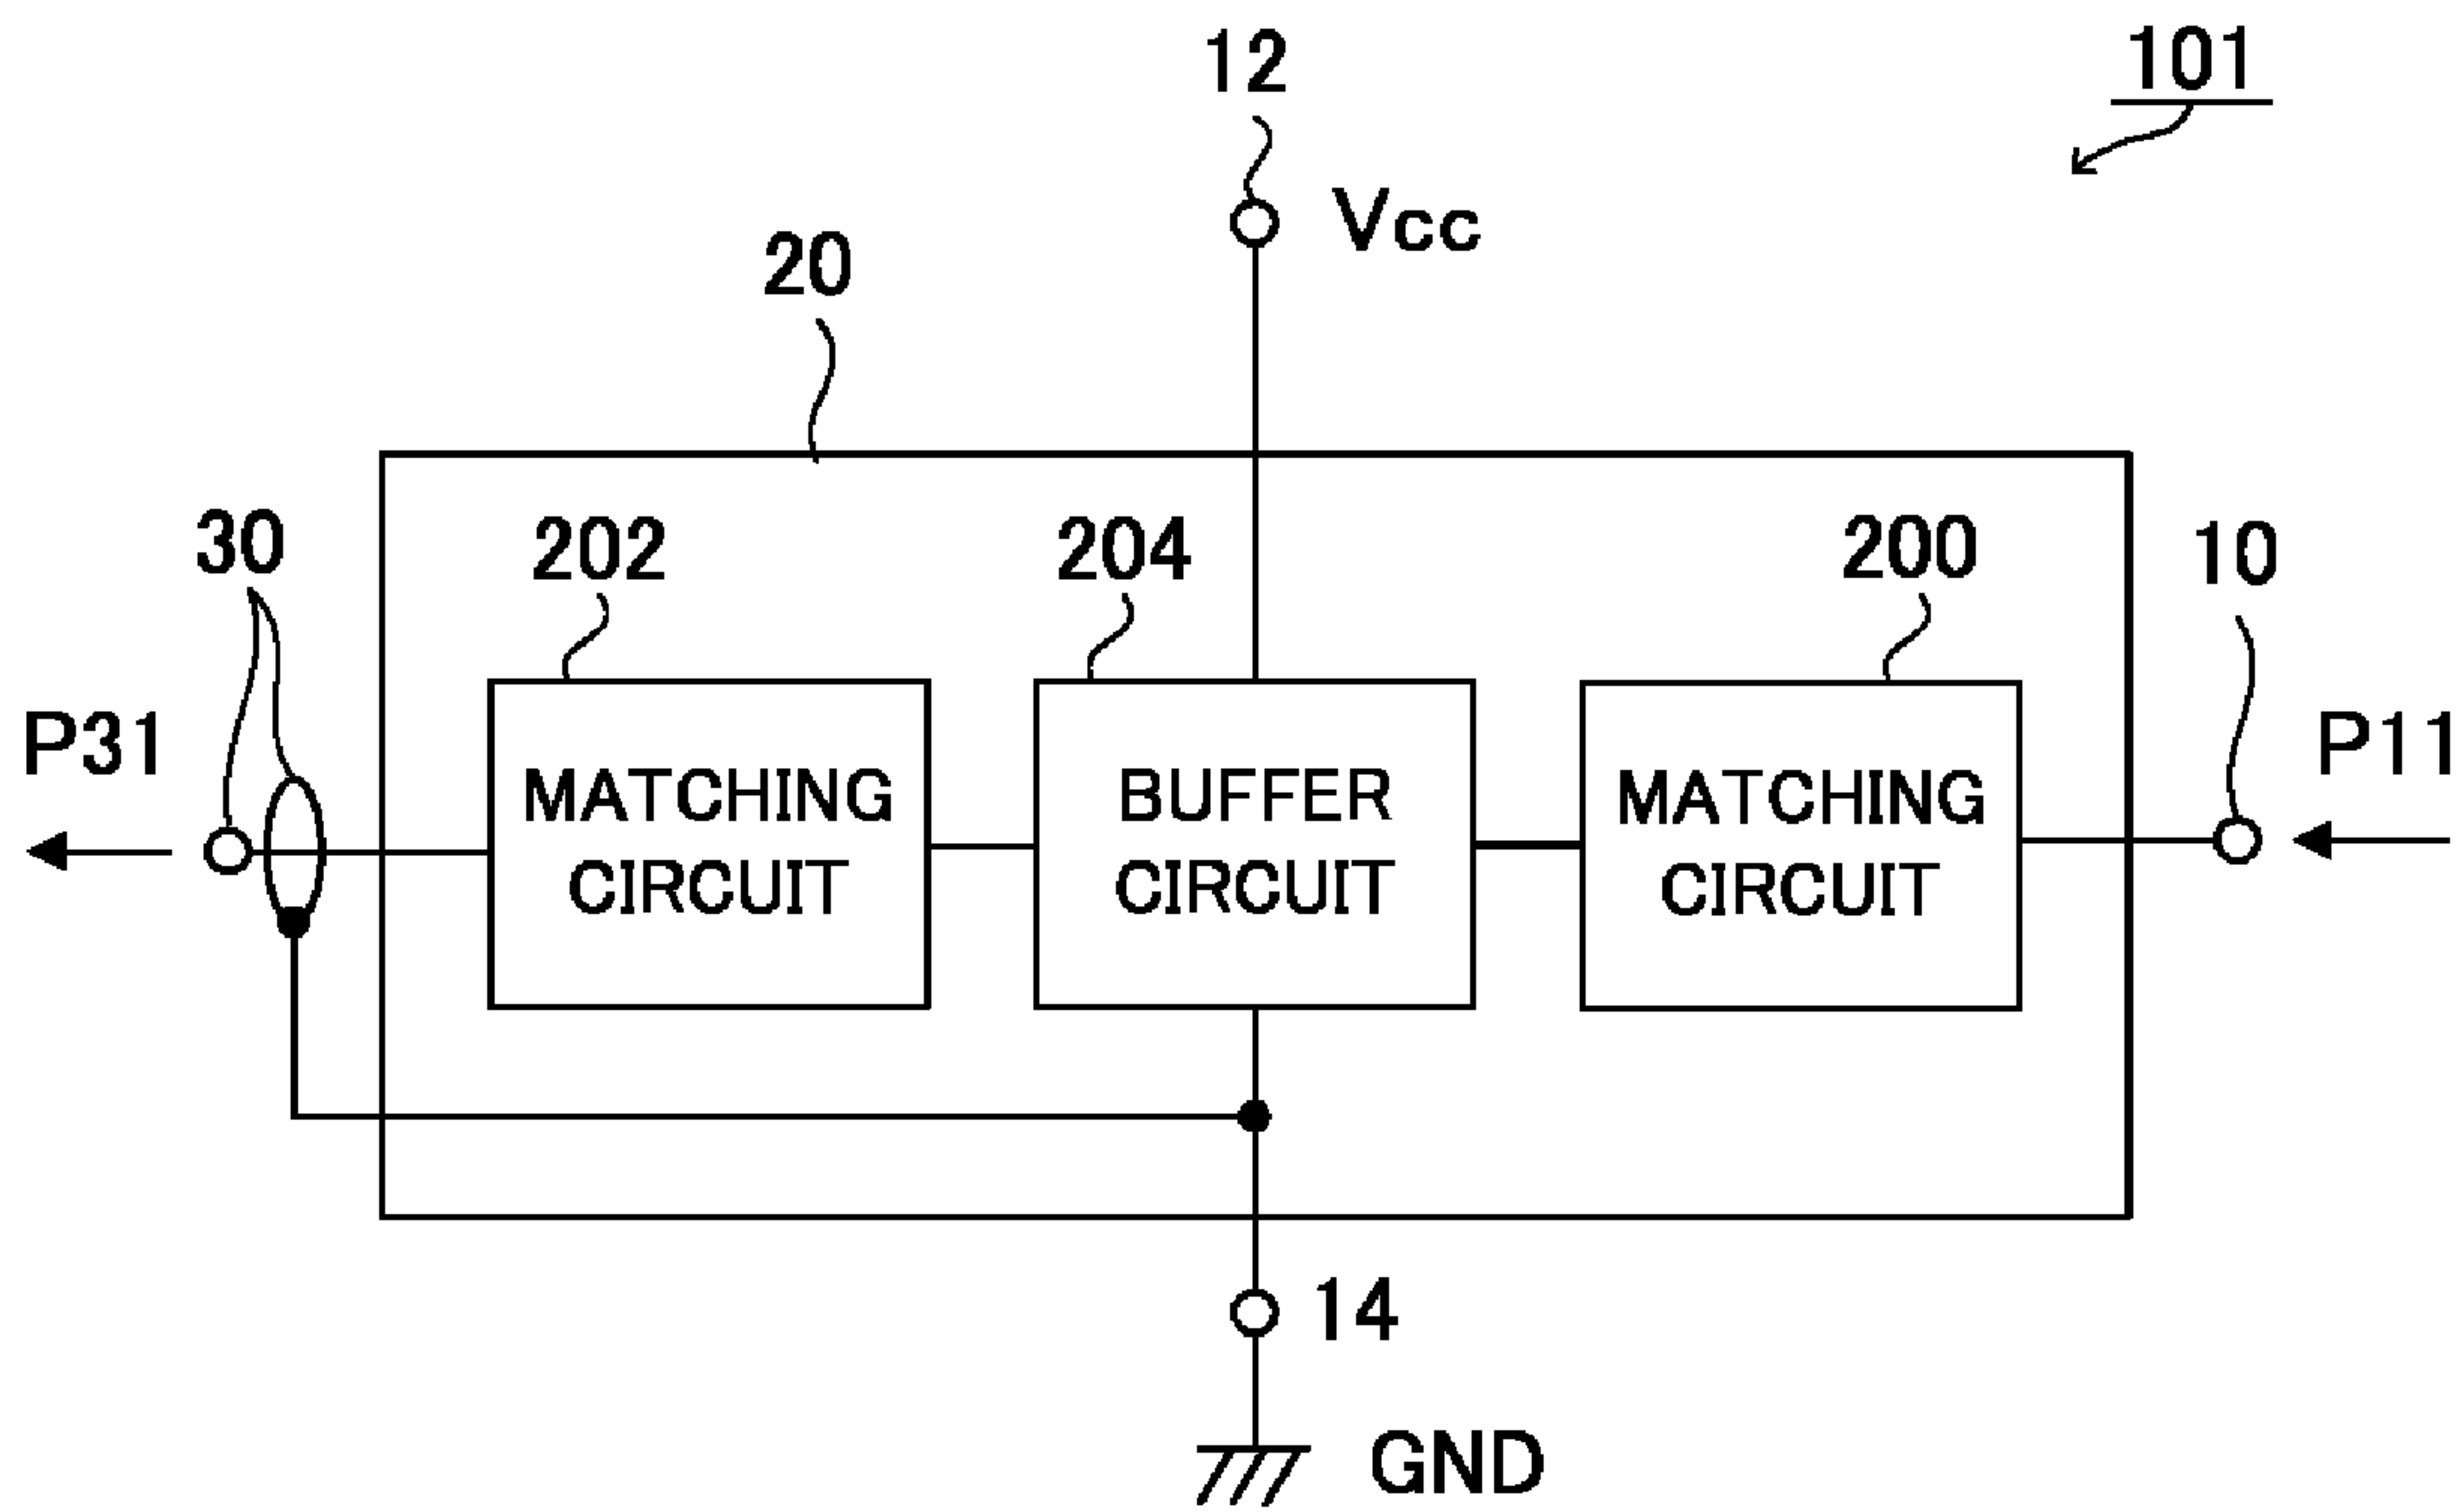 12
101
Vcc
20
30
202
204
200
10
P31
P11
MATCHING
CIRCUIT
BUFFER
CIRCUIT
MATCHING
CIRCUIT
14
GND